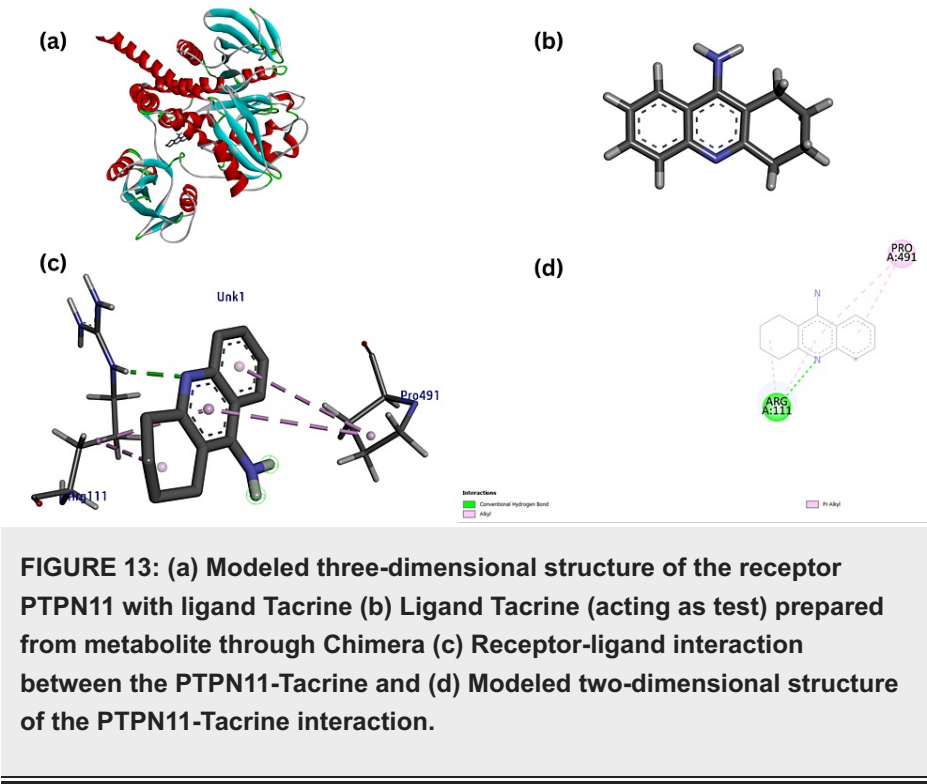 (a)
(b)
(c)
Unk1
Pro491
Arg111
(d)
PRO
A:491
N
N
ARG
A:111
Interactions
Conventional Hydrogen Bond
Alkyl
Pi-Alkyl
FIGURE 13: (a) Modeled three-dimensional structure of the receptor
PTPN11 with ligand Tacrine (b) Ligand Tacrine (acting as test) prepared
from metabolite through Chimera (c) Receptor-ligand interaction
between the PTPN11-Tacrine and (d) Modeled two-dimensional structure
of the PTPN11-Tacrine interaction.